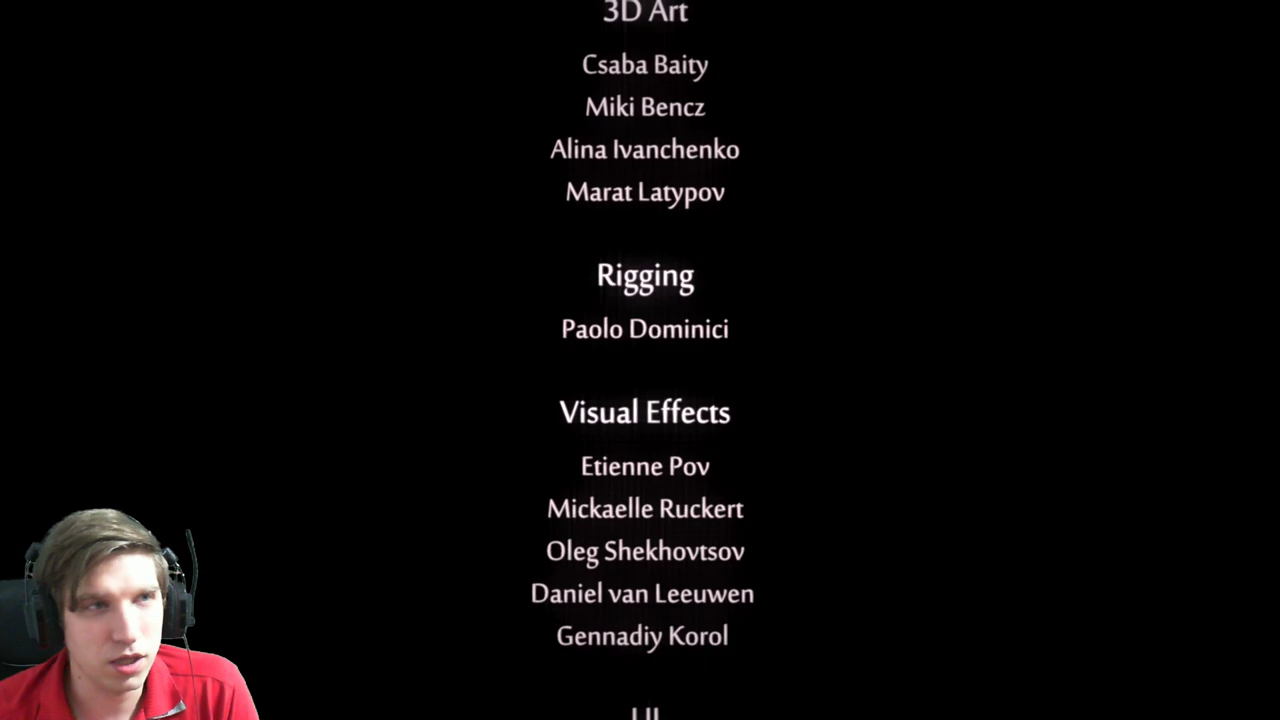 3D Art
Csaba Baity
Miki Bencz
Alina Ivanchenko
Marat Latypov
Rigging
Paolo Dominici
Visual Effects
Etienne Pov
Mickaelle Ruckert
Oleg Shekhovtsov
Daniel van Leeuwen
Gennadiy Korol
UI